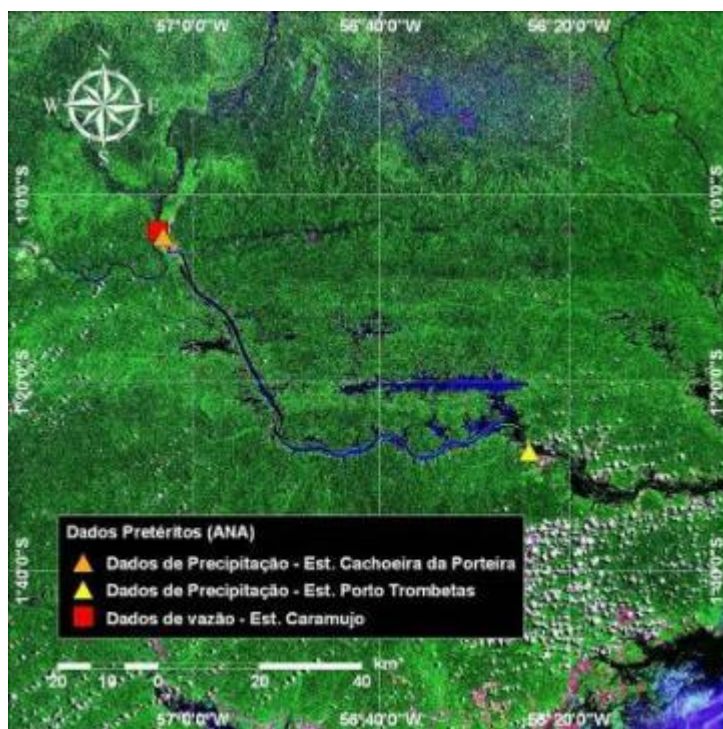 57°0'0"W 56°40'0"W 56°20'0"W
N
W E
S
1°0'0"S 1°0'0"S
1°20'0"S 1°20'0"S
1°40'0"S 1°40'0"S
Dados Pretéritos (ANA)
Dados de Precipitação - Est. Cachoeira da Porteira
Dados de Precipitação - Est. Porto Trombetas
Dados de vazão - Est. Caramujo
km
20 10 0 20 40
57°0'0"W 56°40'0"W 56°20'0"W